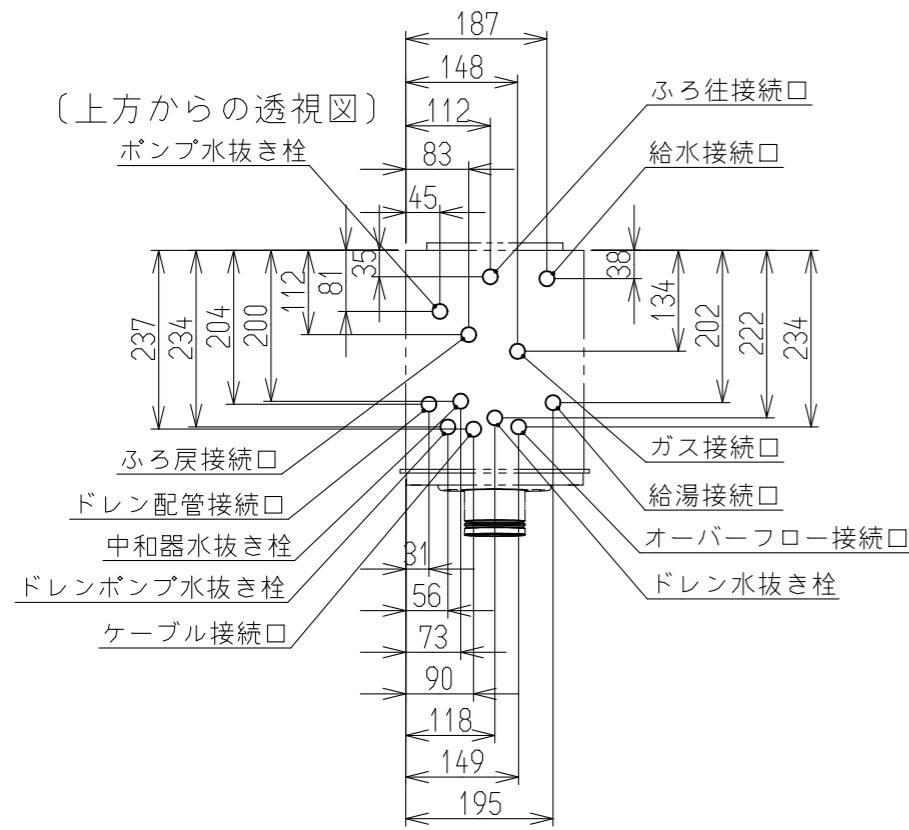 187
148
〔上方からの透視図〕
ふろ往接続口
112
ポンプ水抜き栓
83
給水接続口
45
35
38
81
112
134
237
234
204
200
202
222
234
ふろ戻接続口
ガス接続口
ドレン配管接続口
給湯接続口
中和器水抜き栓
オーバーフロー接続口
31
ドレンポンプ水抜き栓
ドレン水抜き栓
56
ケーブル接続口
73
90
118
149
195